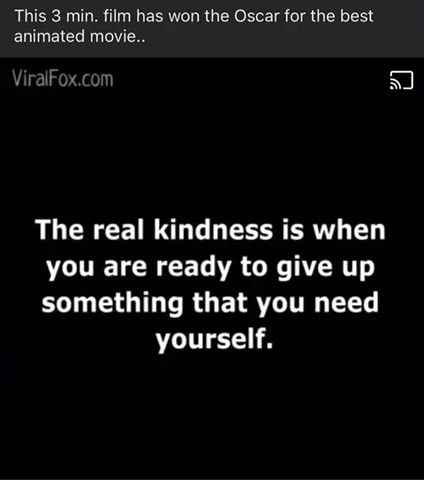 This 3 min. film has won the Oscar for the best
animated movie..
ViralFox.com
The real kindness is when
you are ready to give up
something that you need
yourself.